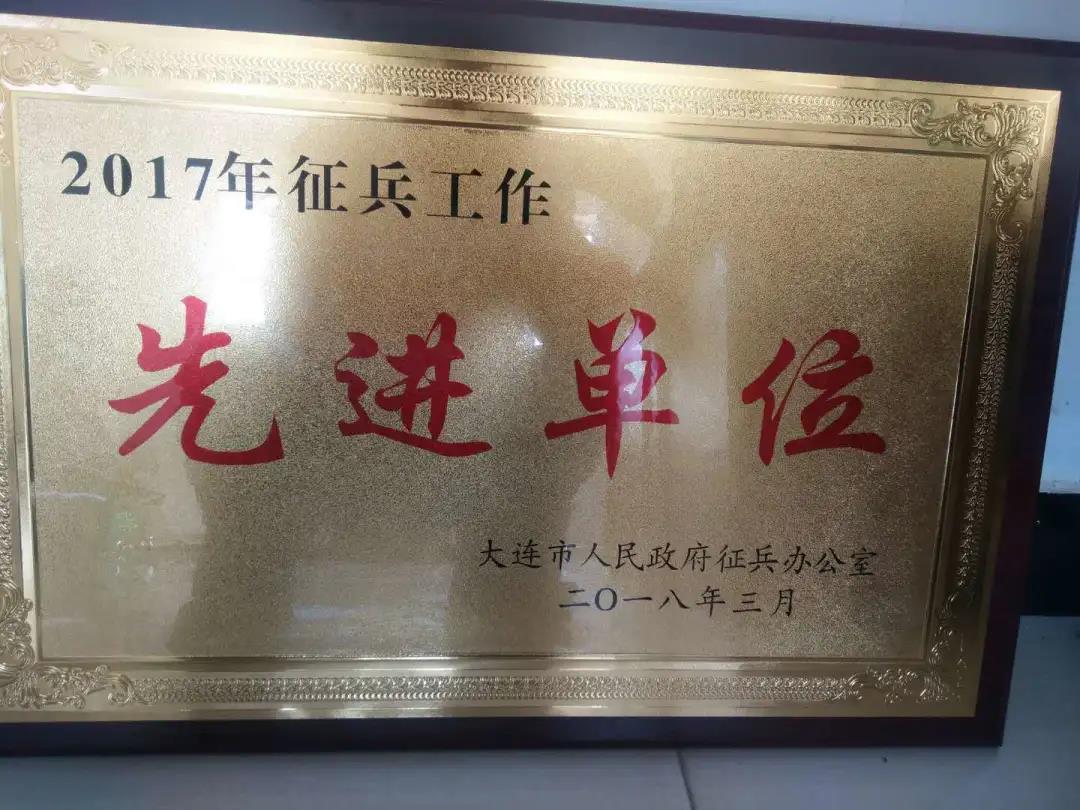 2017年征兵工作
先进单位
大连市人民政府征兵办公室
二〇一八年三月